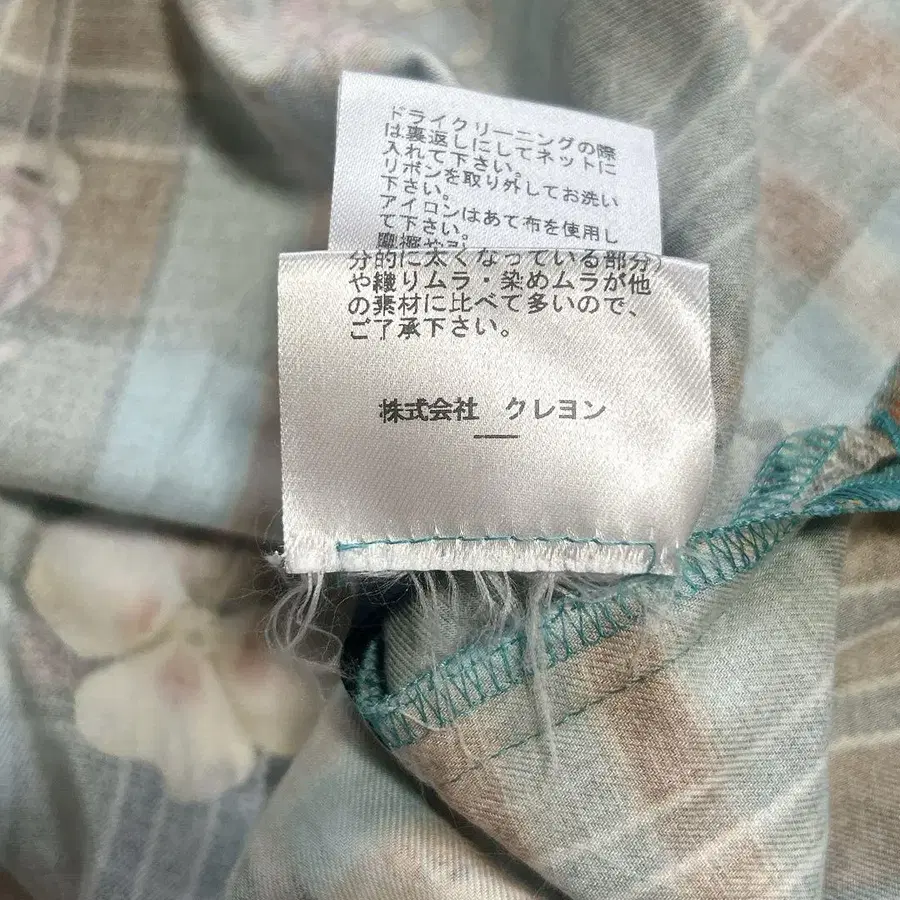 ドライクリーニングの際
は裏返しにしてネットに
入れて下さい。
リボンを取り外してお洗い
下さい。
アイロンはあて布を使用し
て下さい。
分的に太くなっている部分)
や織りムラ・染めムラが他
の素材に比べて多いので、
ご了承下さい。
株式会社 クレヨン